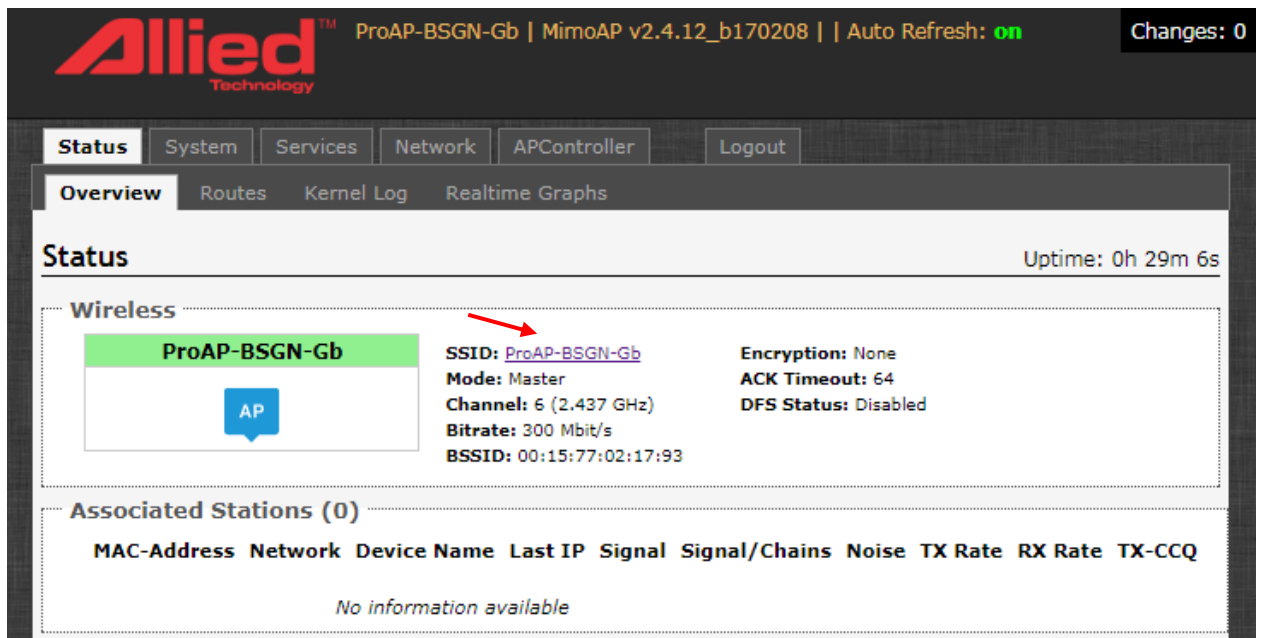 Allied™ ProAP-BSGN-Gb | MimoAP v2.4.12_b170208 | | Auto Refresh: on Changes: 0
Technology
Status System Services Network APController Logout
Overview Routes Kernel Log Realtime Graphs
Status Uptime: 0h 29m 6s
Wireless
ProAP-BSGN-Gb
AP
SSID: ProAP-BSGN-Gb Encryption: None
Mode: Master ACK Timeout: 64
Channel: 6 (2.437 GHz) DFS Status: Disabled
Bitrate: 300 Mbit/s
BSSID: 00:15:77:02:17:93
Associated Stations (0)
MAC-Address Network Device Name Last IP Signal Signal/Chains Noise TX Rate RX Rate TX-CCQ
No information available